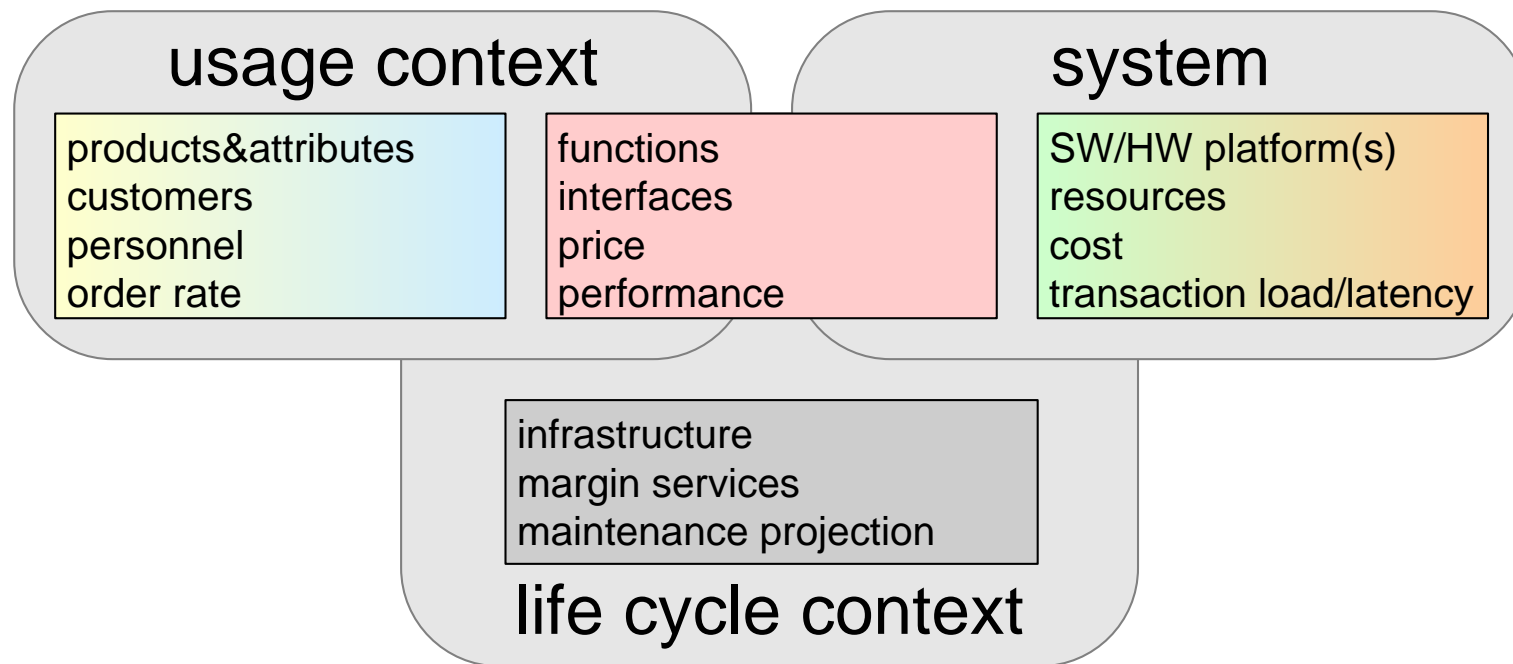 usage context
products&attributes
customers
personnel
order rate
functions
interfaces
price
performance
system
SW/HW platform(s)
resources
cost
transaction load/latency
infrastructure
margin services
maintenance projection
life cycle context